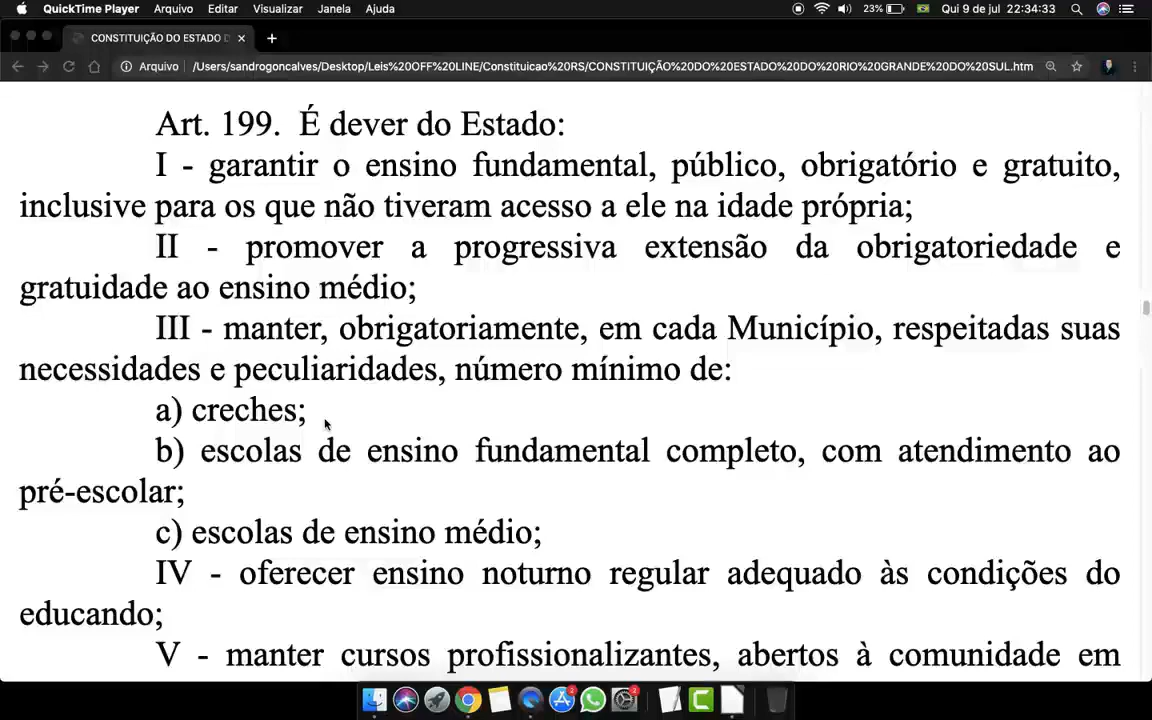 QuickTime Player Arquivo Editar Visualizar Janela Ajuda 23% Qui 9 de jul 22:34:33
CONSTITUIÇÃO DO ESTADO D
Arquivo /Users/sandrogoncalves/Desktop/Leis%20OFF%20LINE/Constituicao%20RS/CONSTITUIÇÃO%20DO%20ESTADO%20DO%20RIO%20GRANDE%20DO%20SUL.htm
Art. 199. É dever do Estado:
I - garantir o ensino fundamental, público, obrigatório e gratuito,
inclusive para os que não tiveram acesso a ele na idade própria;
II - promover a progressiva extensão da obrigatoriedade e
gratuidade ao ensino médio;
III - manter, obrigatoriamente, em cada Município, respeitadas suas
necessidades e peculiaridades, número mínimo de:
a) creches;
b) escolas de ensino fundamental completo, com atendimento ao
pré-escolar;
c) escolas de ensino médio;
IV - oferecer ensino noturno regular adequado às condições do
educando;
V - manter cursos profissionalizantes, abertos à comunidade em